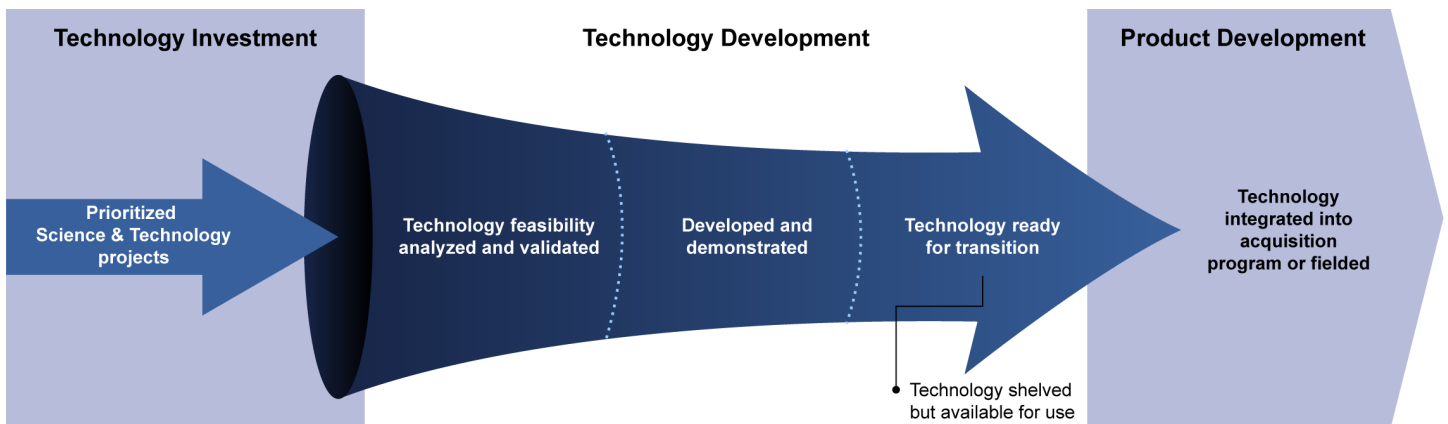 Technology Investment
Technology Development
Product Development
Prioritized
Science & Technology
projects
Technology feasibility
analyzed and validated
Developed and
demonstrated
Technology ready
for transition
Technology
integrated into
acquisition
program or fielded
Technology shelved
but available for use